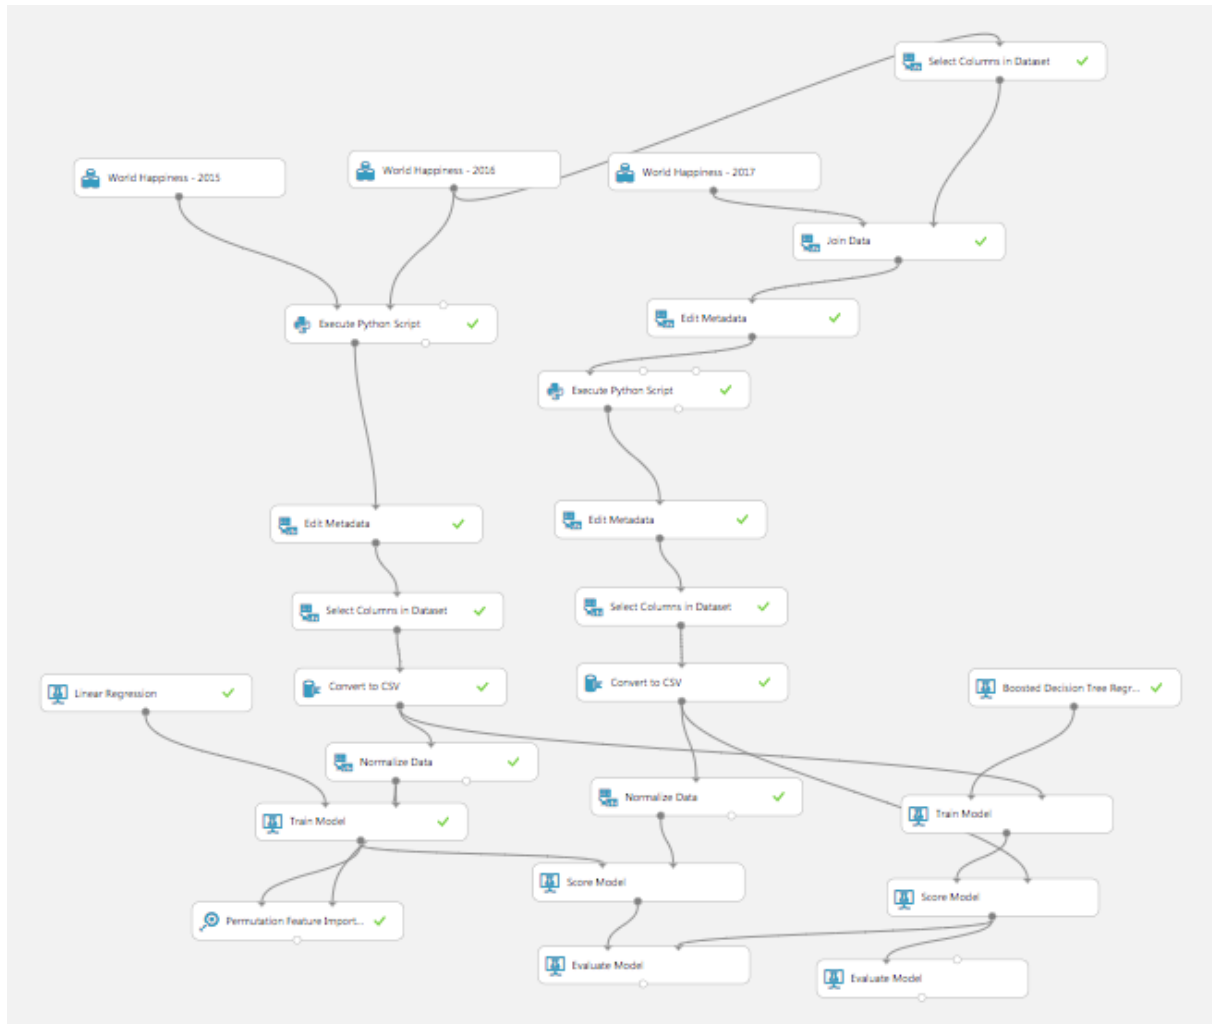 Select Columns in Dataset
World Happiness - 2015
World Happiness - 2016
World Happiness - 2017
Join Data
Execute Python Script
Edit Metadata
Execute Python Script
Edit Metadata
Edit Metadata
Select Columns in Dataset
Select Columns in Dataset
Linear Regression
Convert to CSV
Convert to CSV
Boosted Decision Tree Regr...
Normalize Data
Normalize Data
Train Model
Train Model
Score Model
Score Model
Permutation Feature Import...
Evaluate Model
Evaluate Model